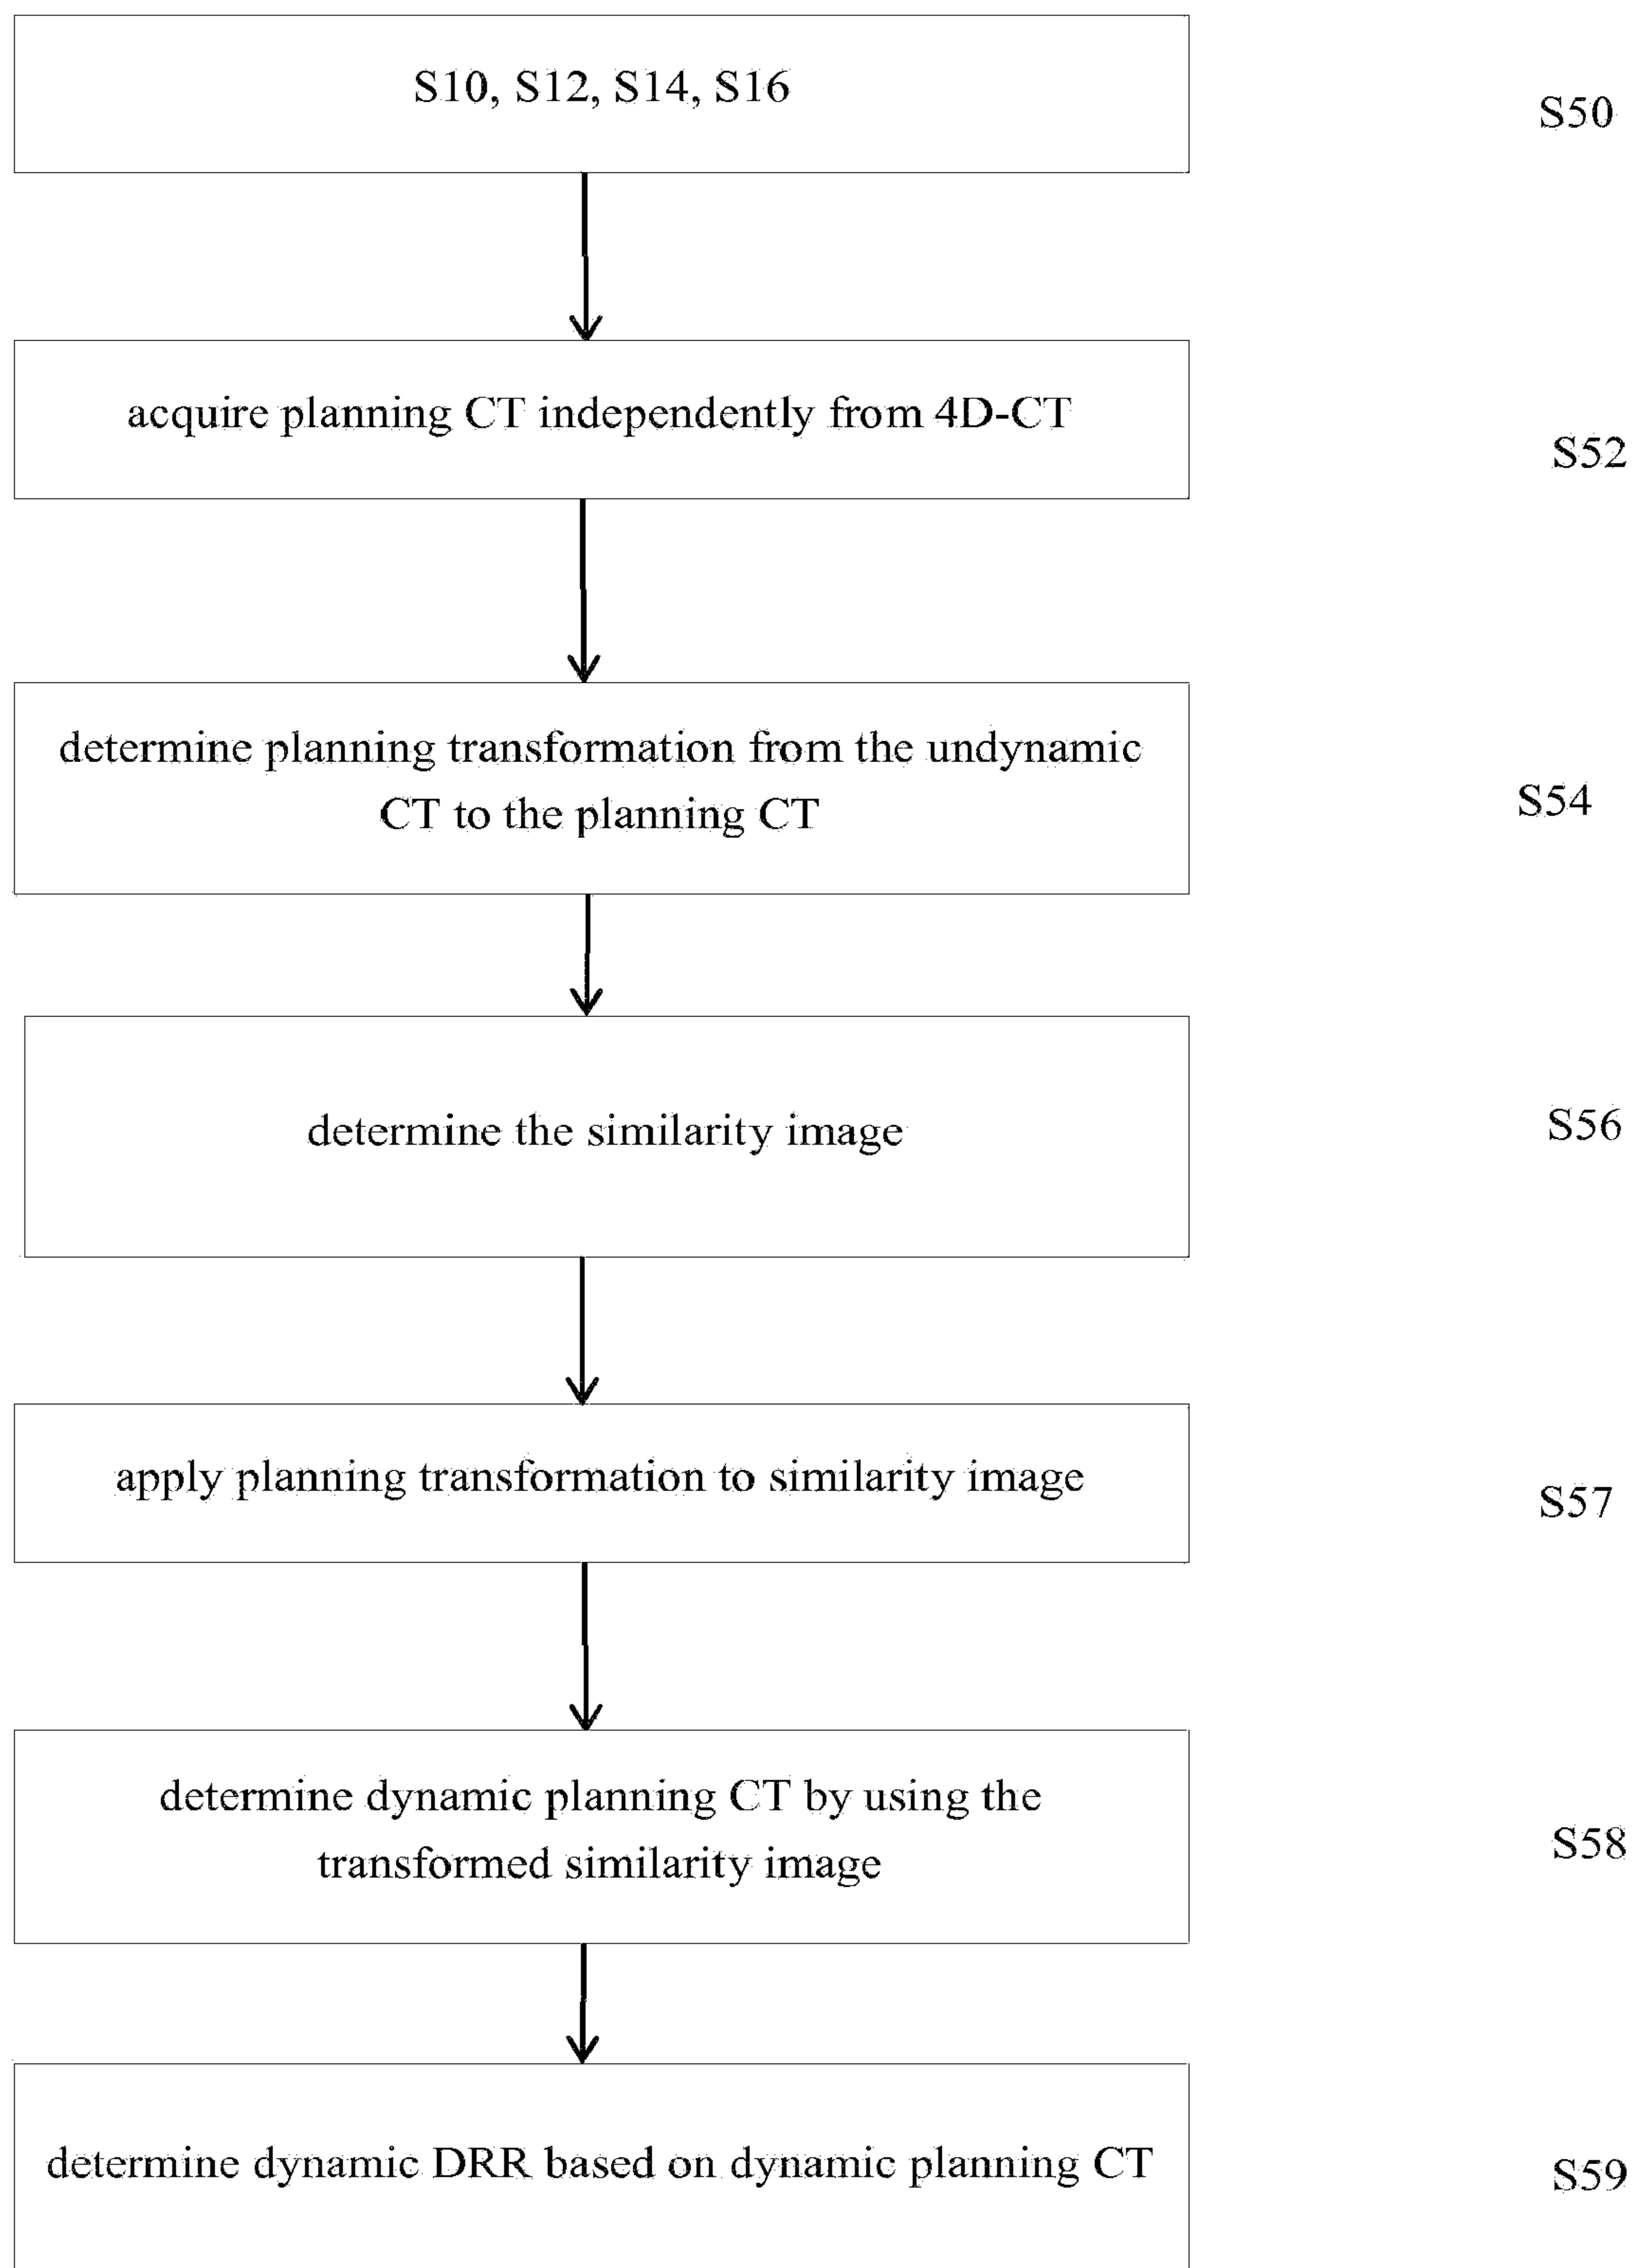 S10, S12, S14, S16
S50
acquire planning CT independently from 4D-CT
S52
determine planning transformation from the undynamic
CT to the planning CT
S54
determine the similarity image
S56
apply planning transformation to similarity image
S57
determine dynamic planning CT by using the
transformed similarity image
S58
determine dynamic DRR based on dynamic planning CT
S59